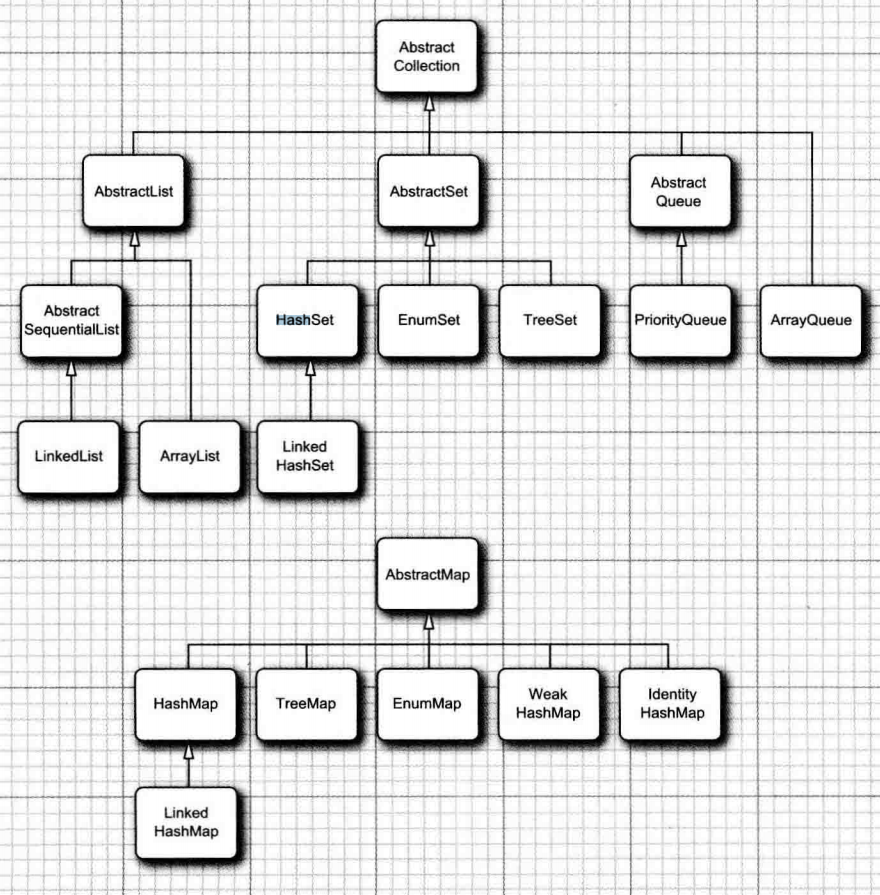 Abstract
Collection
AbstractList
AbstractSet
Abstract
Queue
Abstract
SequentialList
HashSet
EnumSet
TreeSet
PriorityQueue
ArrayQueue
LinkedList
ArrayList
Linked
HashSet
AbstractMap
HashMap
TreeMap
EnumMap
Weak
HashMap
Identity
HashMap
Linked
HashMap